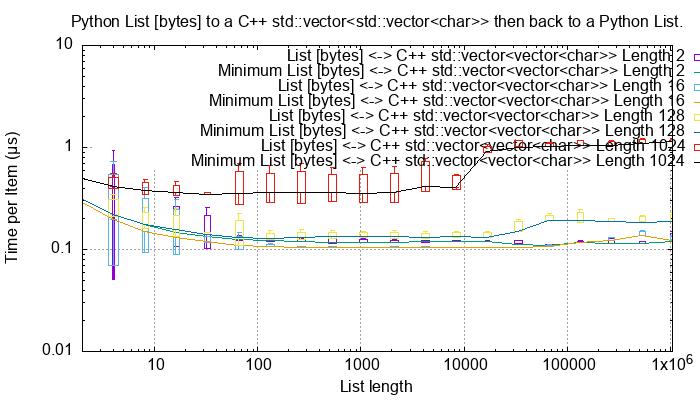 Python List [bytes] to a C++ std::vector<std::vector<char>> then back to a Python List.
List [bytes] <-> C++ std::vector<vector<char>> Length 2
Minimum List [bytes] <-> C++ std::vector<vector<char>> Length 2
List [bytes] <-> C++ std::vector<vector<char>> Length 16
Minimum List [bytes] <-> C++ std::vector<vector<char>> Length 16
List [bytes] <-> C++ std::vector<vector<char>> Length 128
Minimum List [bytes] <-> C++ std::vector<vector<char>> Length 128
List [bytes] <-> C++ std::vector<vector<char>> Length 1024
Minimum List [bytes] <-> C++ std::vector<vector<char>> Length 1024
10
1
0.1
0.01
Time per Item (µs)
10 100 1000 10000 100000 1x10⁶
List length